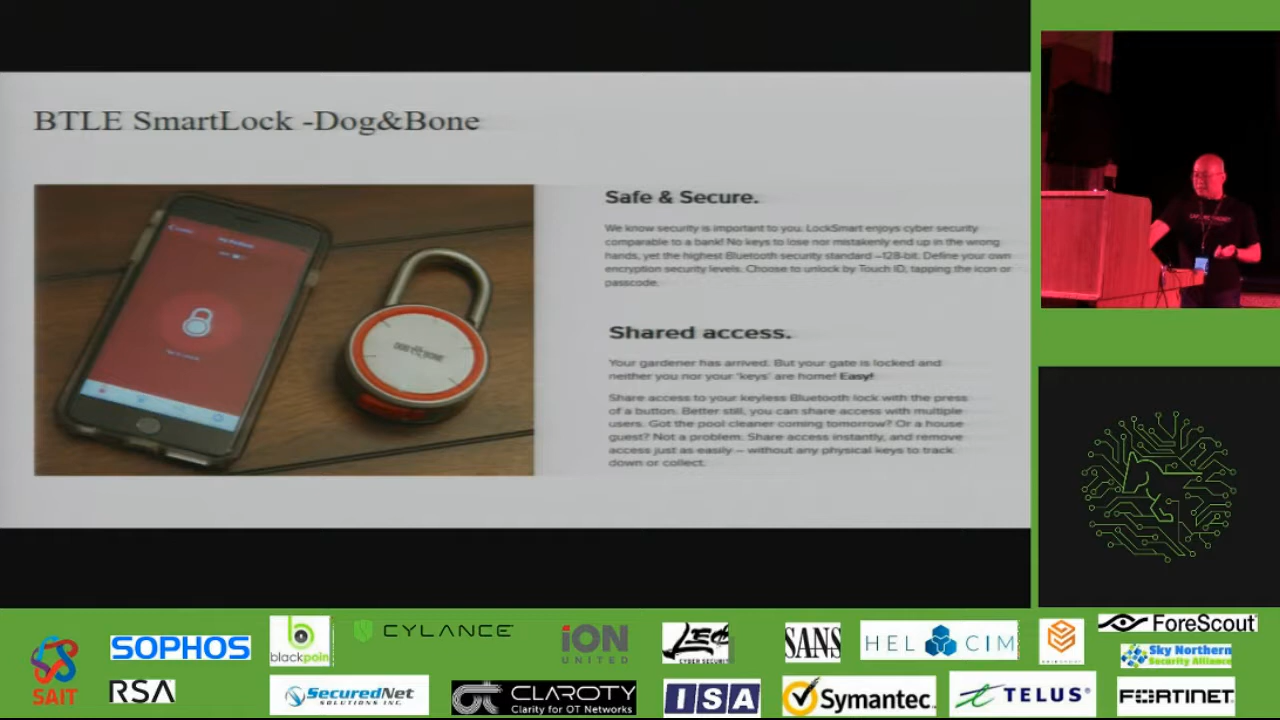 BTLE SmartLock -Dog&Bone
Safe & Secure.
We know security is important to you. LockSmart enjoys cyber security
comparable to a bank! No keys to lose nor mistakenly end up in the wrong
hands, yet the highest Bluetooth security standard –128-bit. Define your own
encryption security levels. Choose to unlock by Touch ID, tapping the icon or
passcode.
Shared access.
Your gardener has arrived. But your gate is locked and
neither you nor your 'keys' are home! Easy!
Share access to your keyless Bluetooth lock with the press
of a button. Better still, you can share access with multiple
users. Got the pool cleaner coming tomorrow? Or a house
guest? Not a problem. Share access instantly, and remove
access just as easily – without any physical keys to track
down or collect.
DOG & BONE
SAIT
SOPHOS
RSA
blackpoin
SecuredNet
SOLUTIONS INC.
CYLANCE
CLAROTY
Clarity for OT Networks
iON
UNITED
LEO
CYBER SECURITY
ISA
SANS
Symantec.
HELCIM
TELUS®
ForeScout
Sky Northern
Security Alliance
FORTINET.